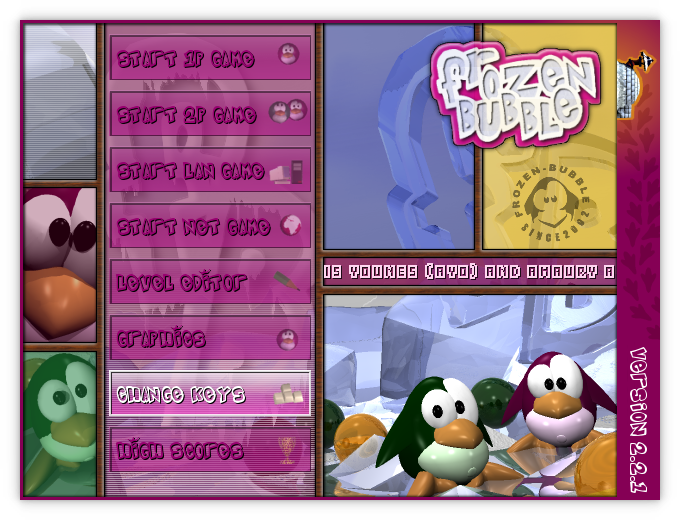 START 1P GAME
START 2P GAME
START LAN GAME
START NET GAME
LEVEL EDITOR
GRAPHICS
CHANGE KEYS
HIGH SCORES
FROZEN
BUBBLE
FROZEN-BUBBLE
SINCE2002
YOUNES (AYO) AND AMAURY A
VERSION 2.2.1